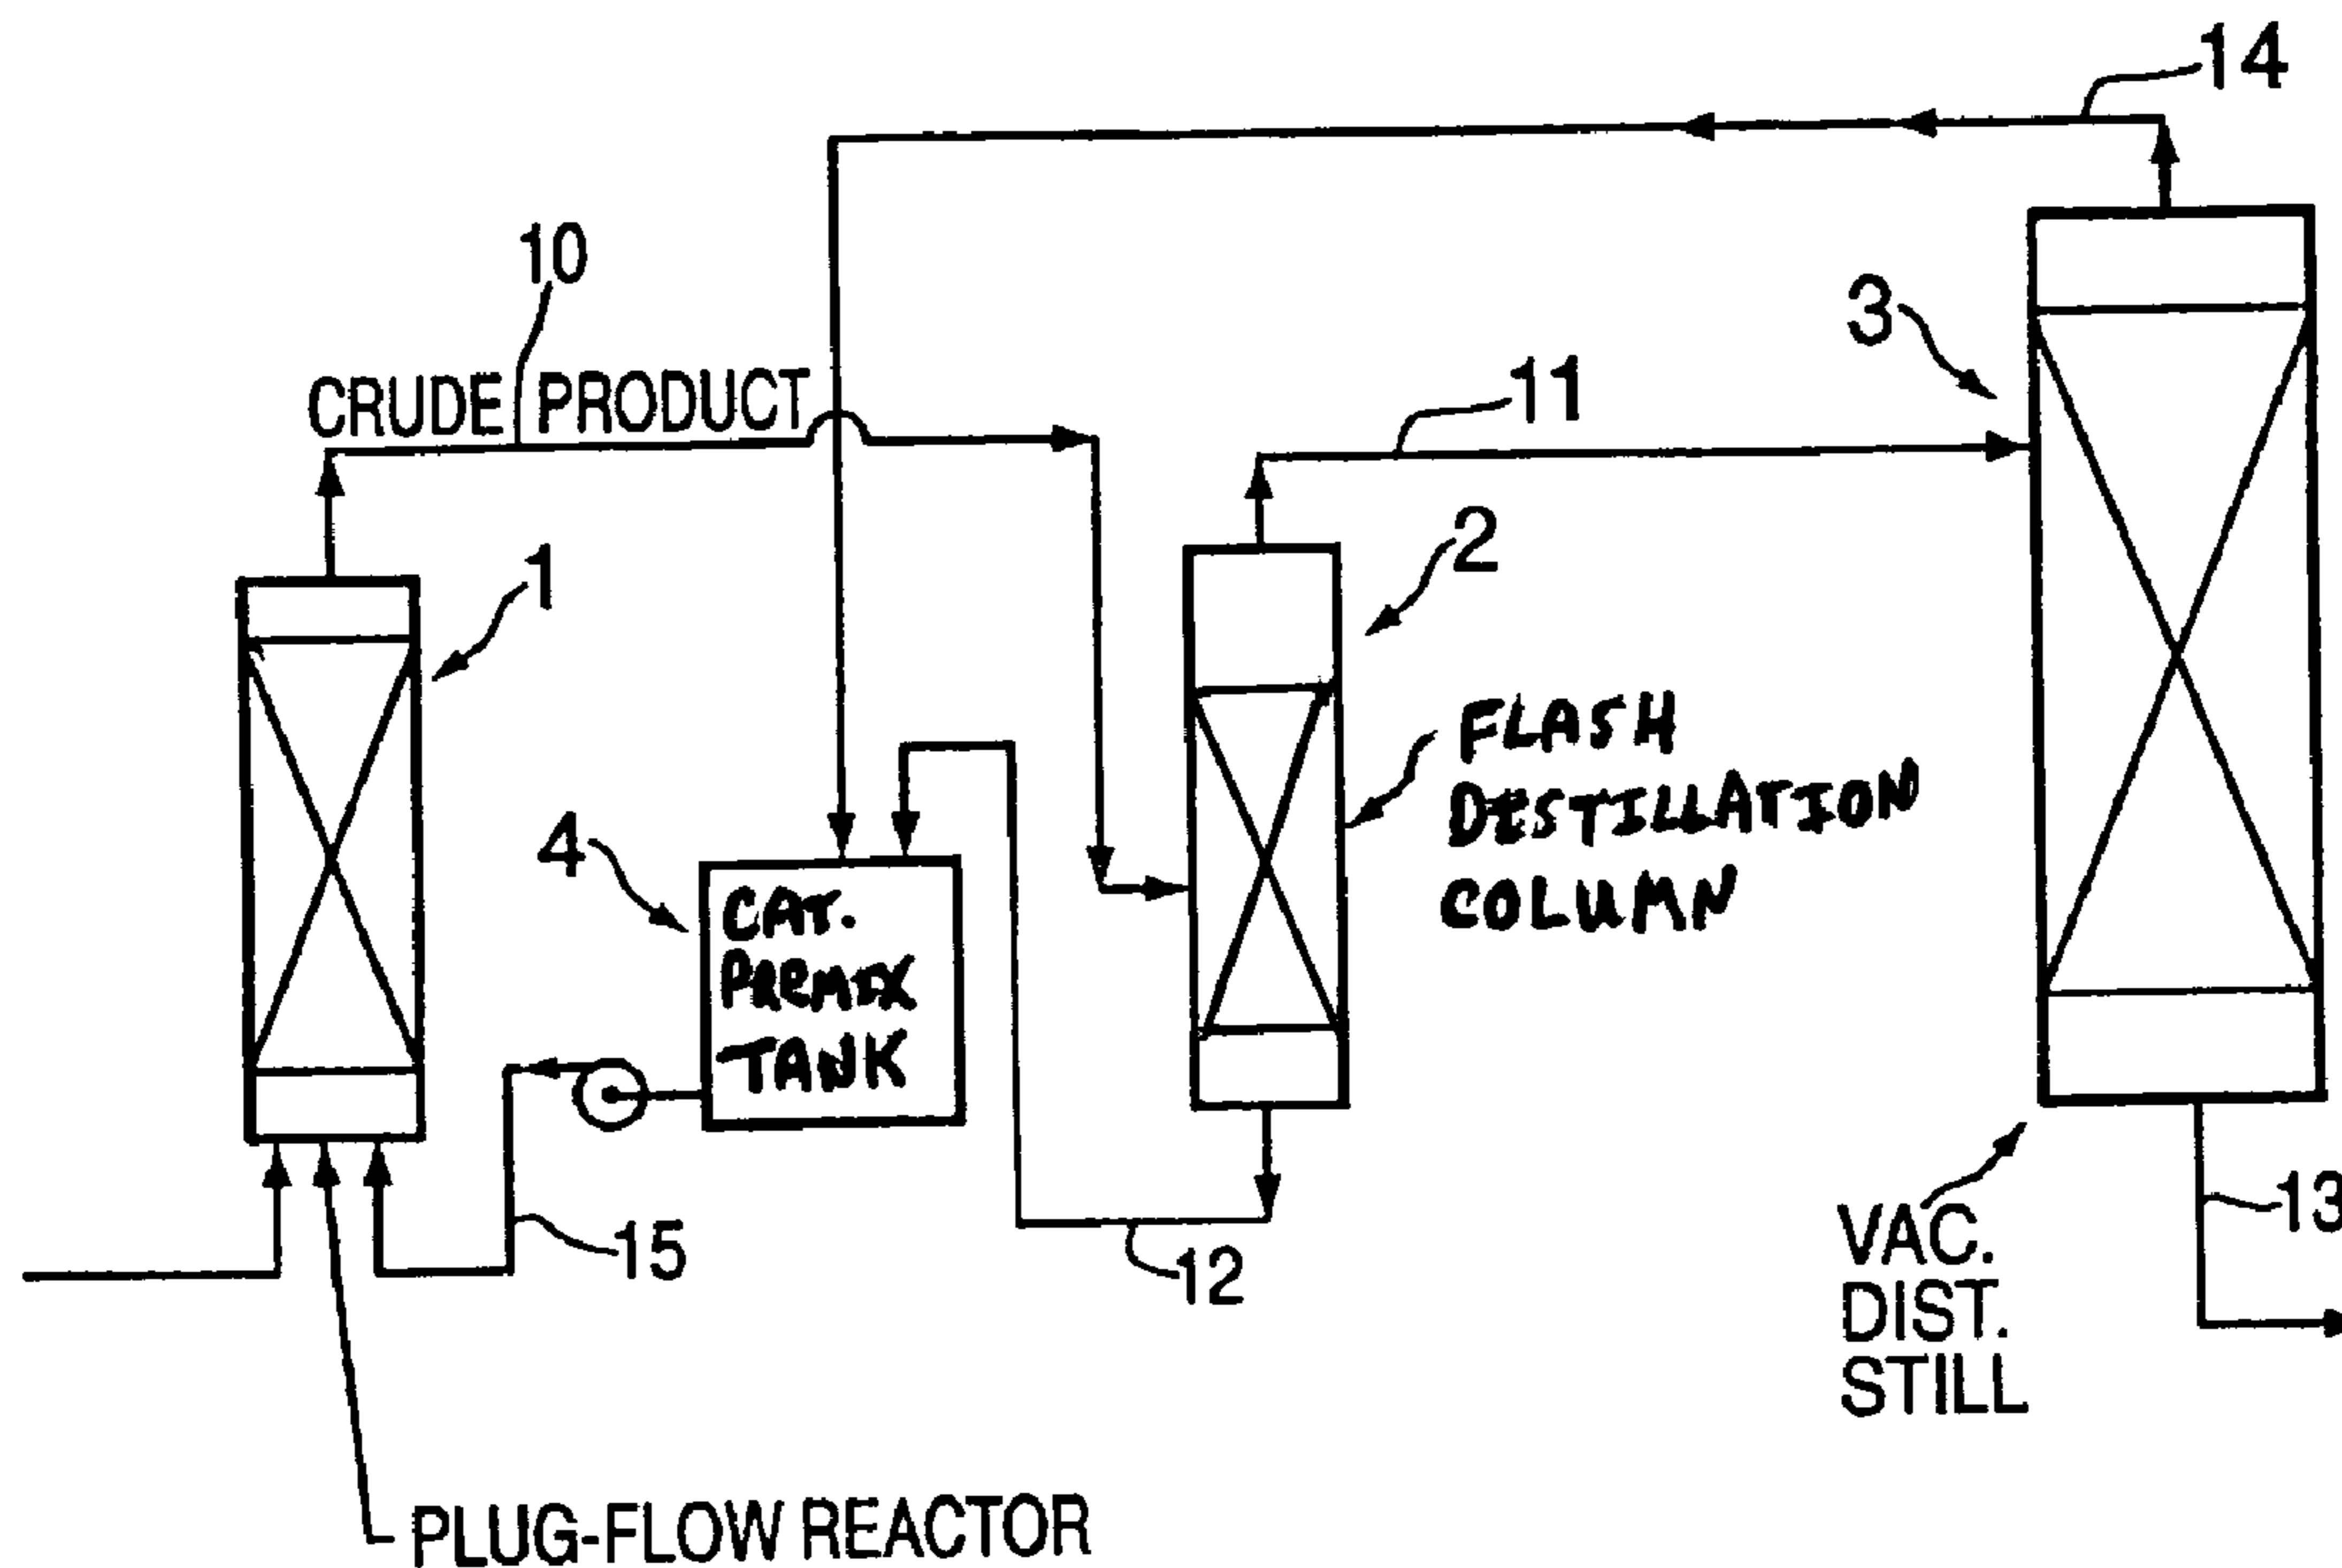 14
10
3
CRUDE PRODUCT
11
2
1
FLASH
DISTILLATION
COLUMN
4
CAT.
PREMIX
TANK
13
15
12
VAC.
DIST.
STILL
PLUG-FLOW REACTOR